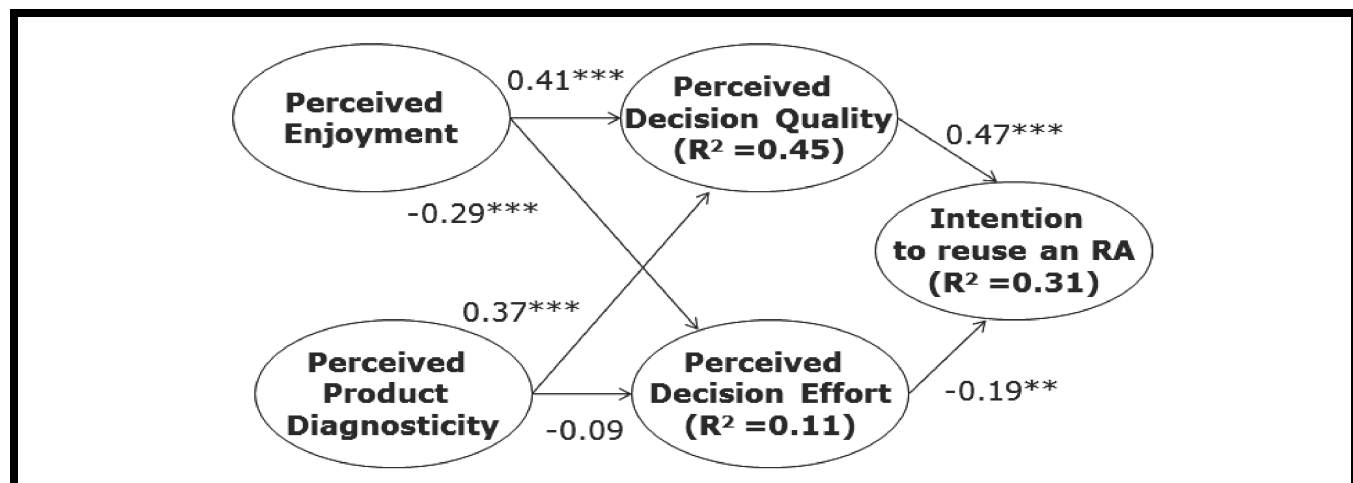 Perceived
Enjoyment
0.41***
Perceived
Decision Quality
(R² =0.45)
0.47***
-0.29***
Intention
to reuse an RA
(R² =0.31)
0.37***
Perceived
Product
Diagnosticity
-0.09
Perceived
Decision Effort
(R² =0.11)
-0.19**